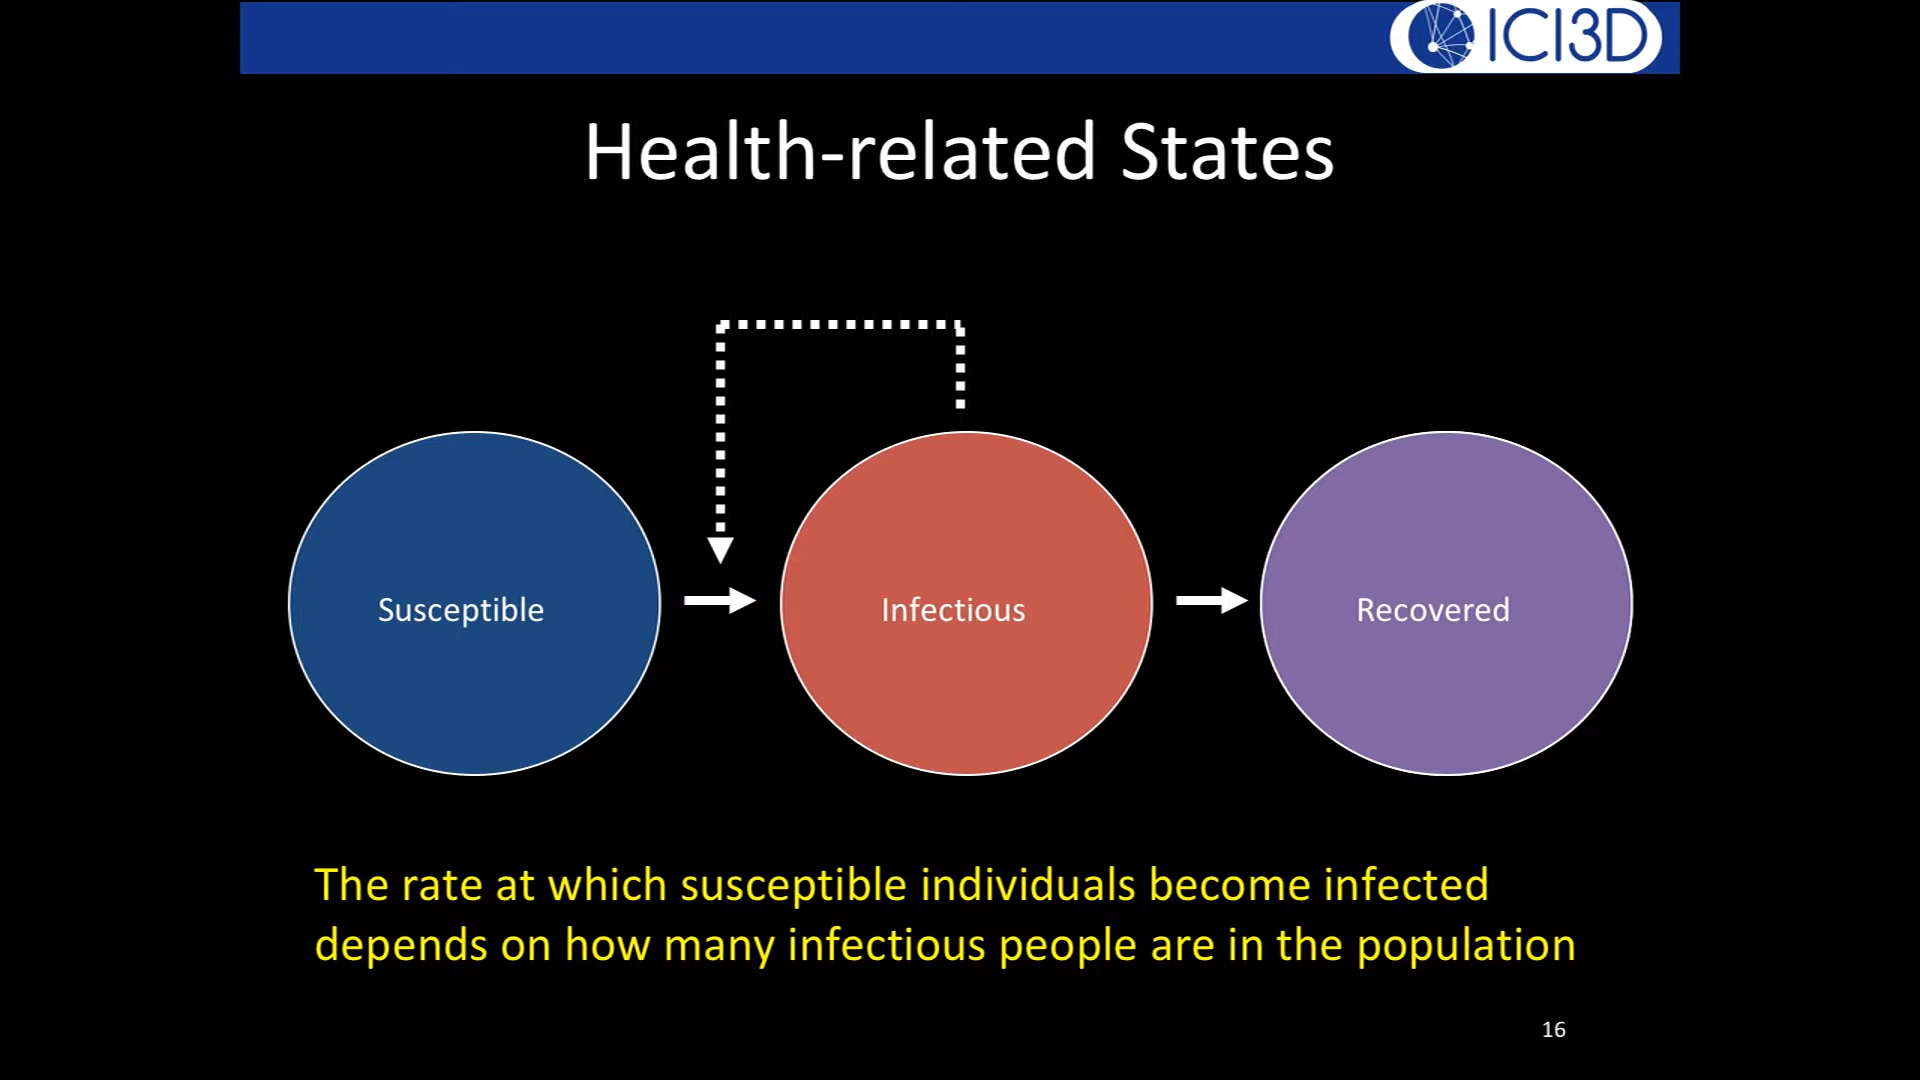 ICI3D
Health-related States
Susceptible
Infectious
Recovered
The rate at which susceptible individuals become infected
depends on how many infectious people are in the population
16